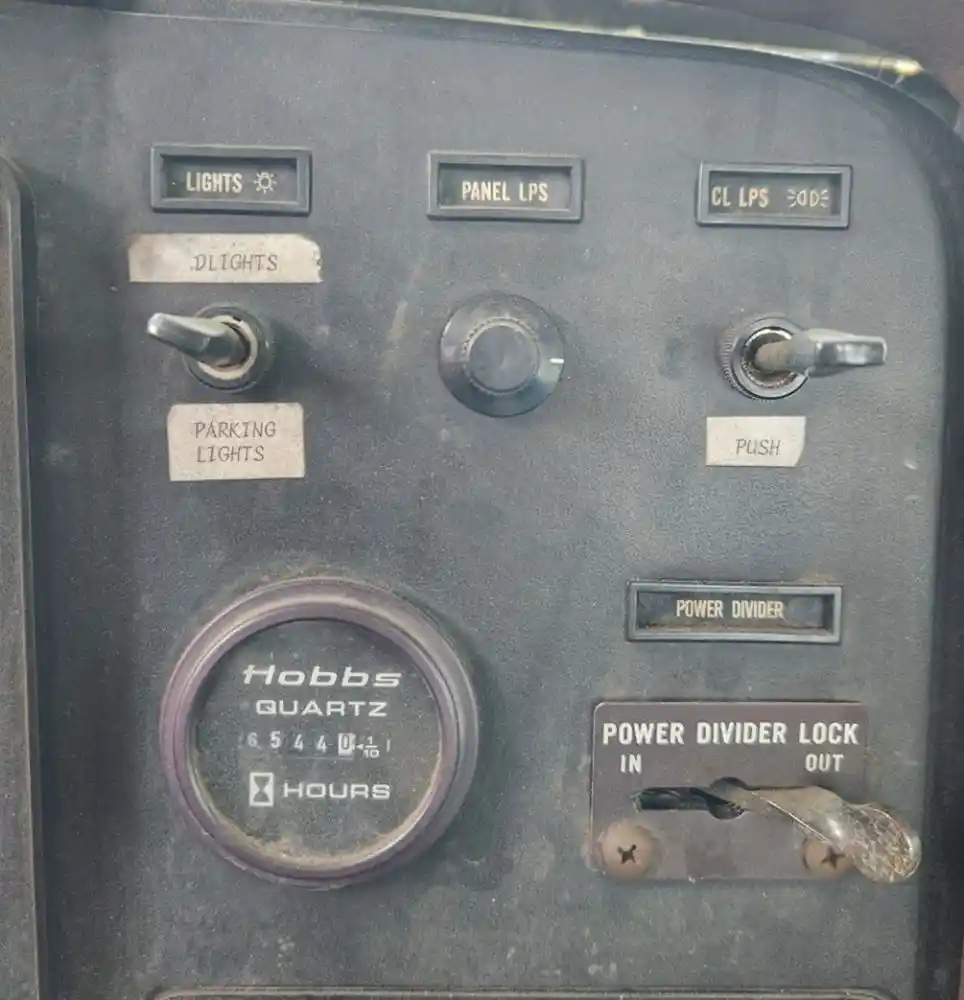 LIGHTS
PANEL LPS
CL LPS
DLIGHTS
PARKING
LIGHTS
PUSH
POWER DIVIDER
Hobbs
QUARTZ
6 5 4 4 0 1/10
HOURS
POWER DIVIDER LOCK
IN OUT